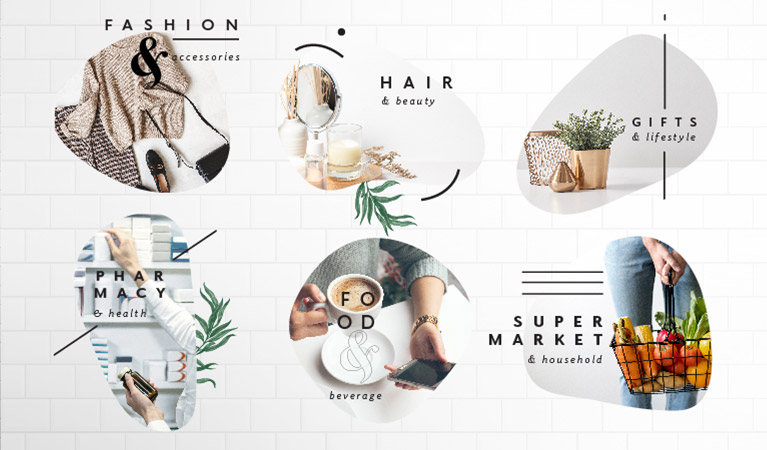 FASHION
& accessories
HAIR
& beauty
GIFTS
& lifestyle
PHAR
MACY
& health
FO
OD
&
beverage
SUPER
MARKET
& household